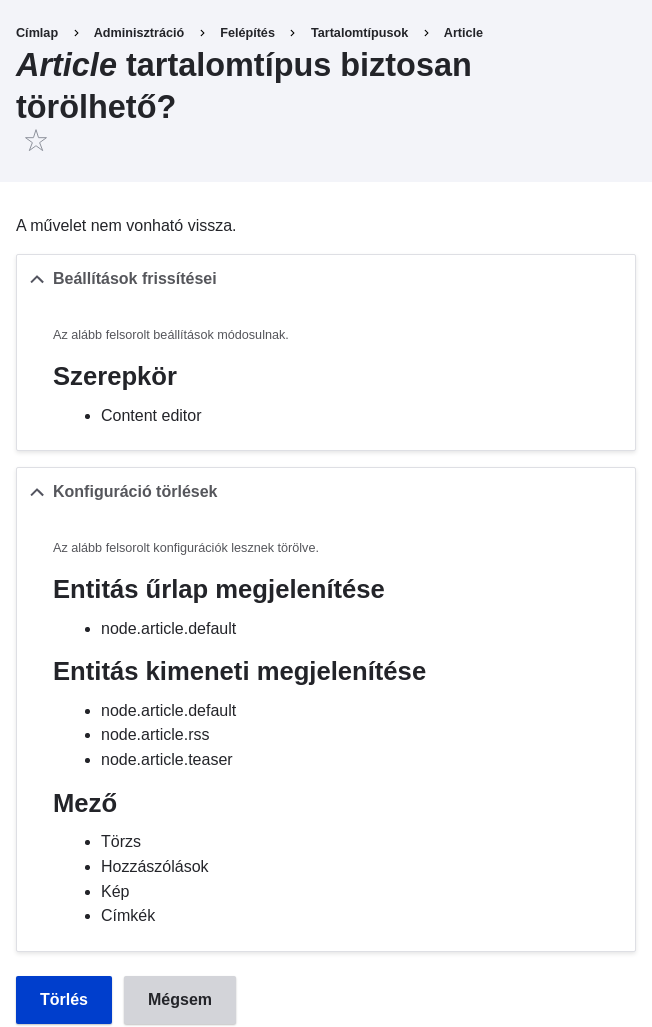 Címlap > Adminisztráció > Felépítés > Tartalomtípusok > Article
Article tartalomtípus biztosan
törölhető?
A művelet nem vonható vissza.
Beállítások frissítései
Az alább felsorolt beállítások módosulnak.
Szerepkör
Content editor
Konfiguráció törlések
Az alább felsorolt konfigurációk lesznek törölve.
Entitás űrlap megjelenítése
node.article.default
Entitás kimeneti megjelenítése
node.article.default
node.article.rss
node.article.teaser
Mező
Törzs
Hozzászólások
Kép
Címkék
Törlés Mégsem